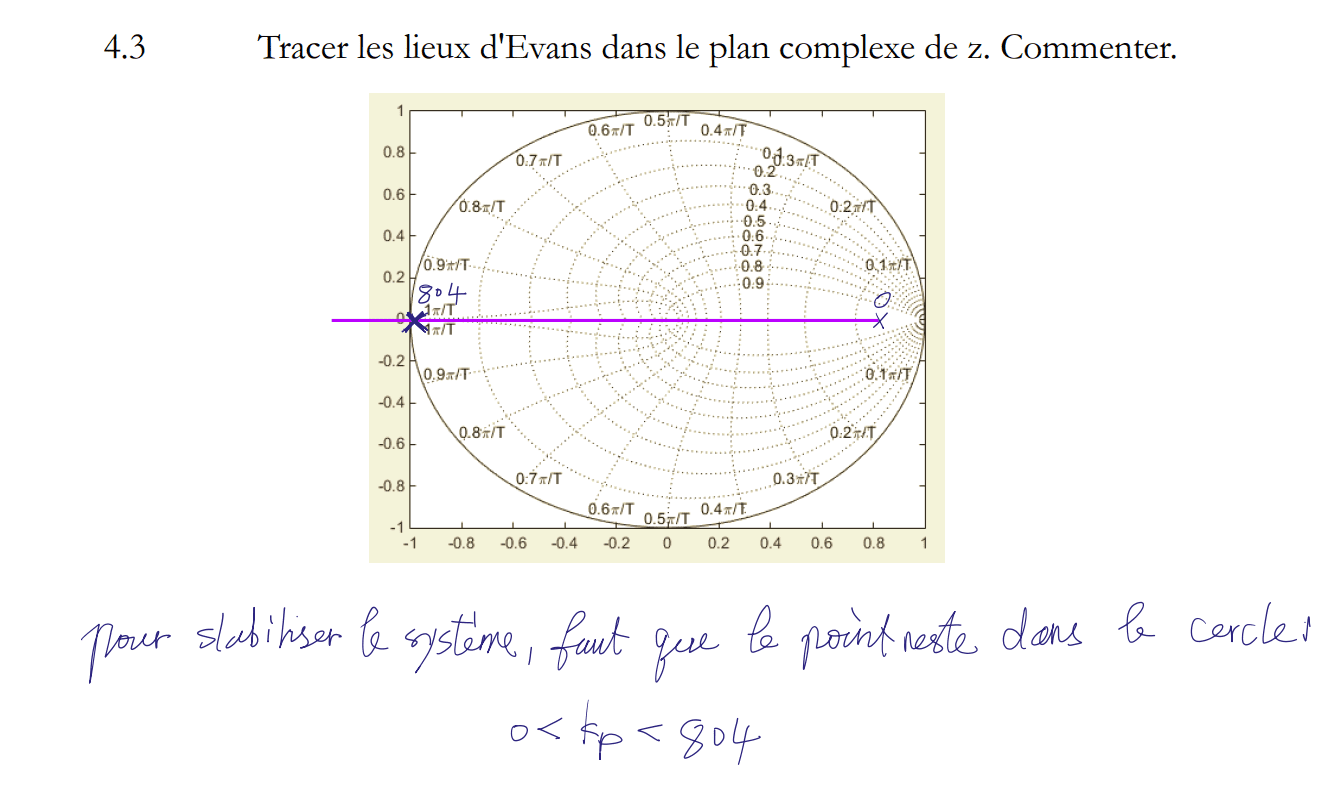 4.3 Tracer les lieux d'Evans dans le plan complexe de z. Commenter.
1
0.5π/T
0.6π/T 0.4π/T
0.8 0.7π/T 0.1 0.3π/T
0.2
0.6 0.3
0.8π/T 0.4 0.2π/T
0.5
0.4 0.6
0.7
0.9π/T 0.8 0.1π/T
0.2 0.9
804 0
1π/T
0
1π/T
-0.2
0.9π/T 0.1π/T
-0.4
0.8π/T 0.2π/T
-0.6
0.7π/T 0.3π/T
-0.8
0.6π/T 0.4π/T
0.5π/T
-1
-1 -0.8 -0.6 -0.4 -0.2 0 0.2 0.4 0.6 0.8 1
pour stabiliser le système, faut que le point reste dans le cercle
0 < kp < 804